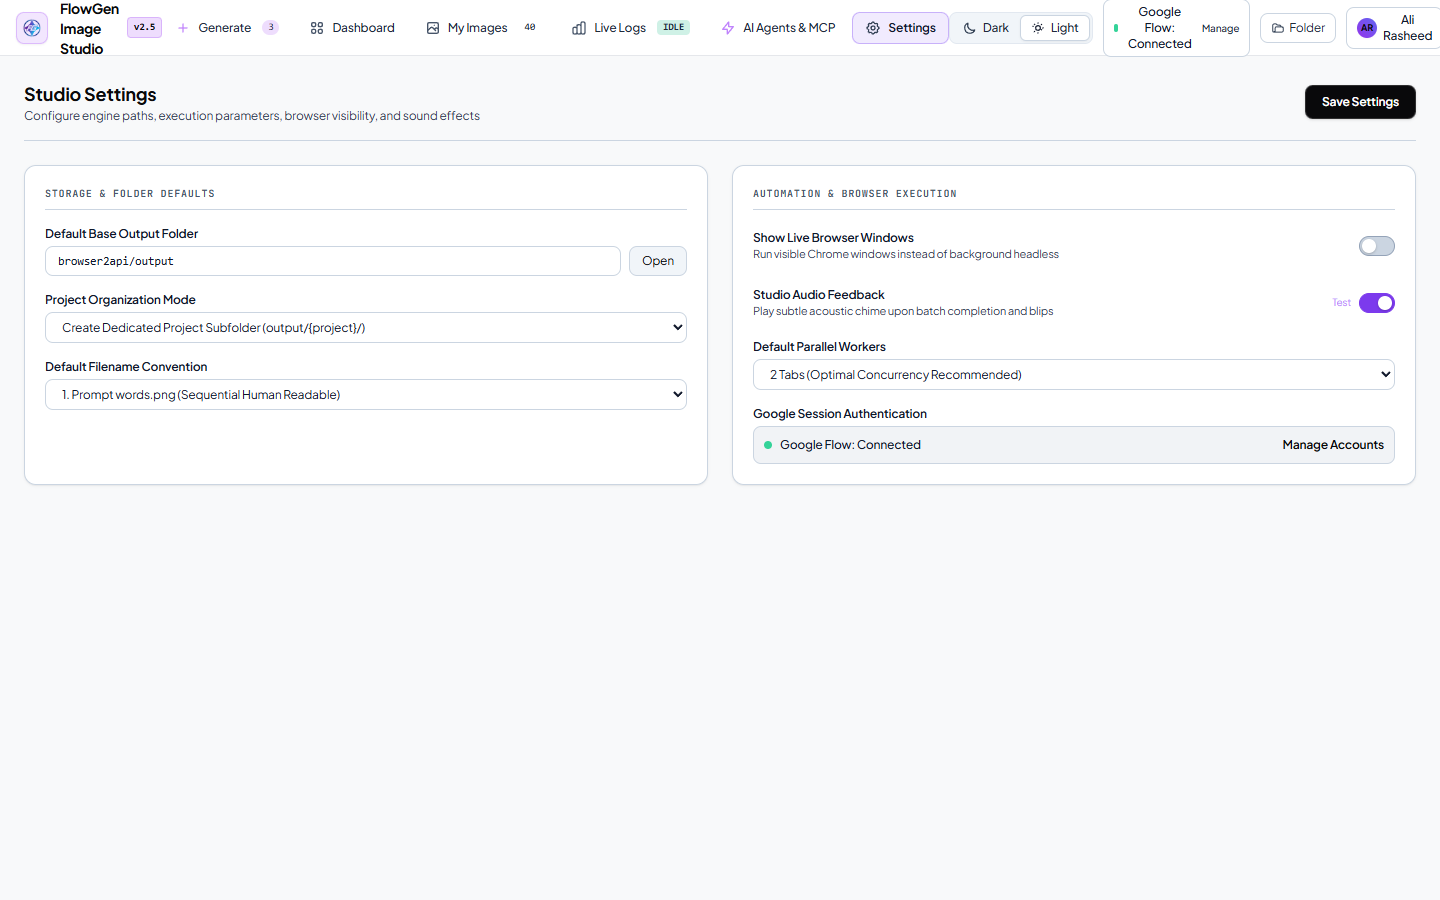 FlowGen
Image
Studio
v2.5
Generate 3
Dashboard
My Images 40
Live Logs IDLE
AI Agents & MCP
Settings
Dark
Light
Google
Flow:
Connected
Manage
Folder
AR
Ali
Rasheed
Studio Settings
Configure engine paths, execution parameters, browser visibility, and sound effects
Save Settings
STORAGE & FOLDER DEFAULTS
Default Base Output Folder
browser2api/output
Open
Project Organization Mode
Create Dedicated Project Subfolder (output/{project}/)
Default Filename Convention
1. Prompt words.png (Sequential Human Readable)
AUTOMATION & BROWSER EXECUTION
Show Live Browser Windows
Run visible Chrome windows instead of background headless
Studio Audio Feedback
Play subtle acoustic chime upon batch completion and blips
Test
Default Parallel Workers
2 Tabs (Optimal Concurrency Recommended)
Google Session Authentication
Google Flow: Connected
Manage Accounts